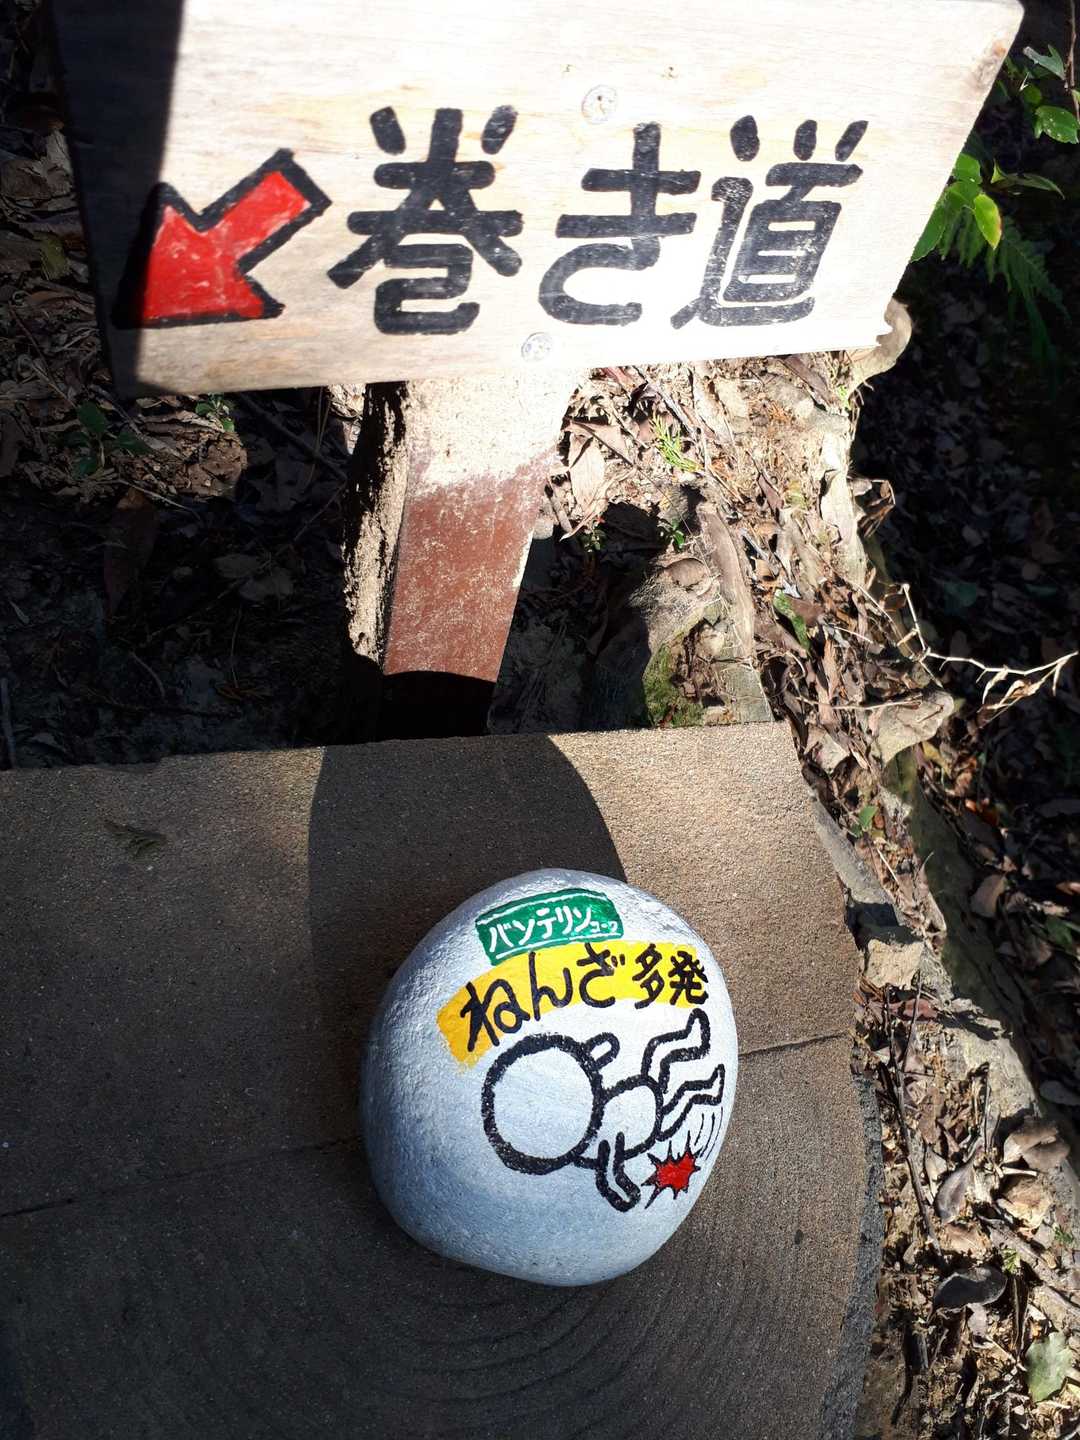 巻き道
バンテリンコーワ
ねんざ多発